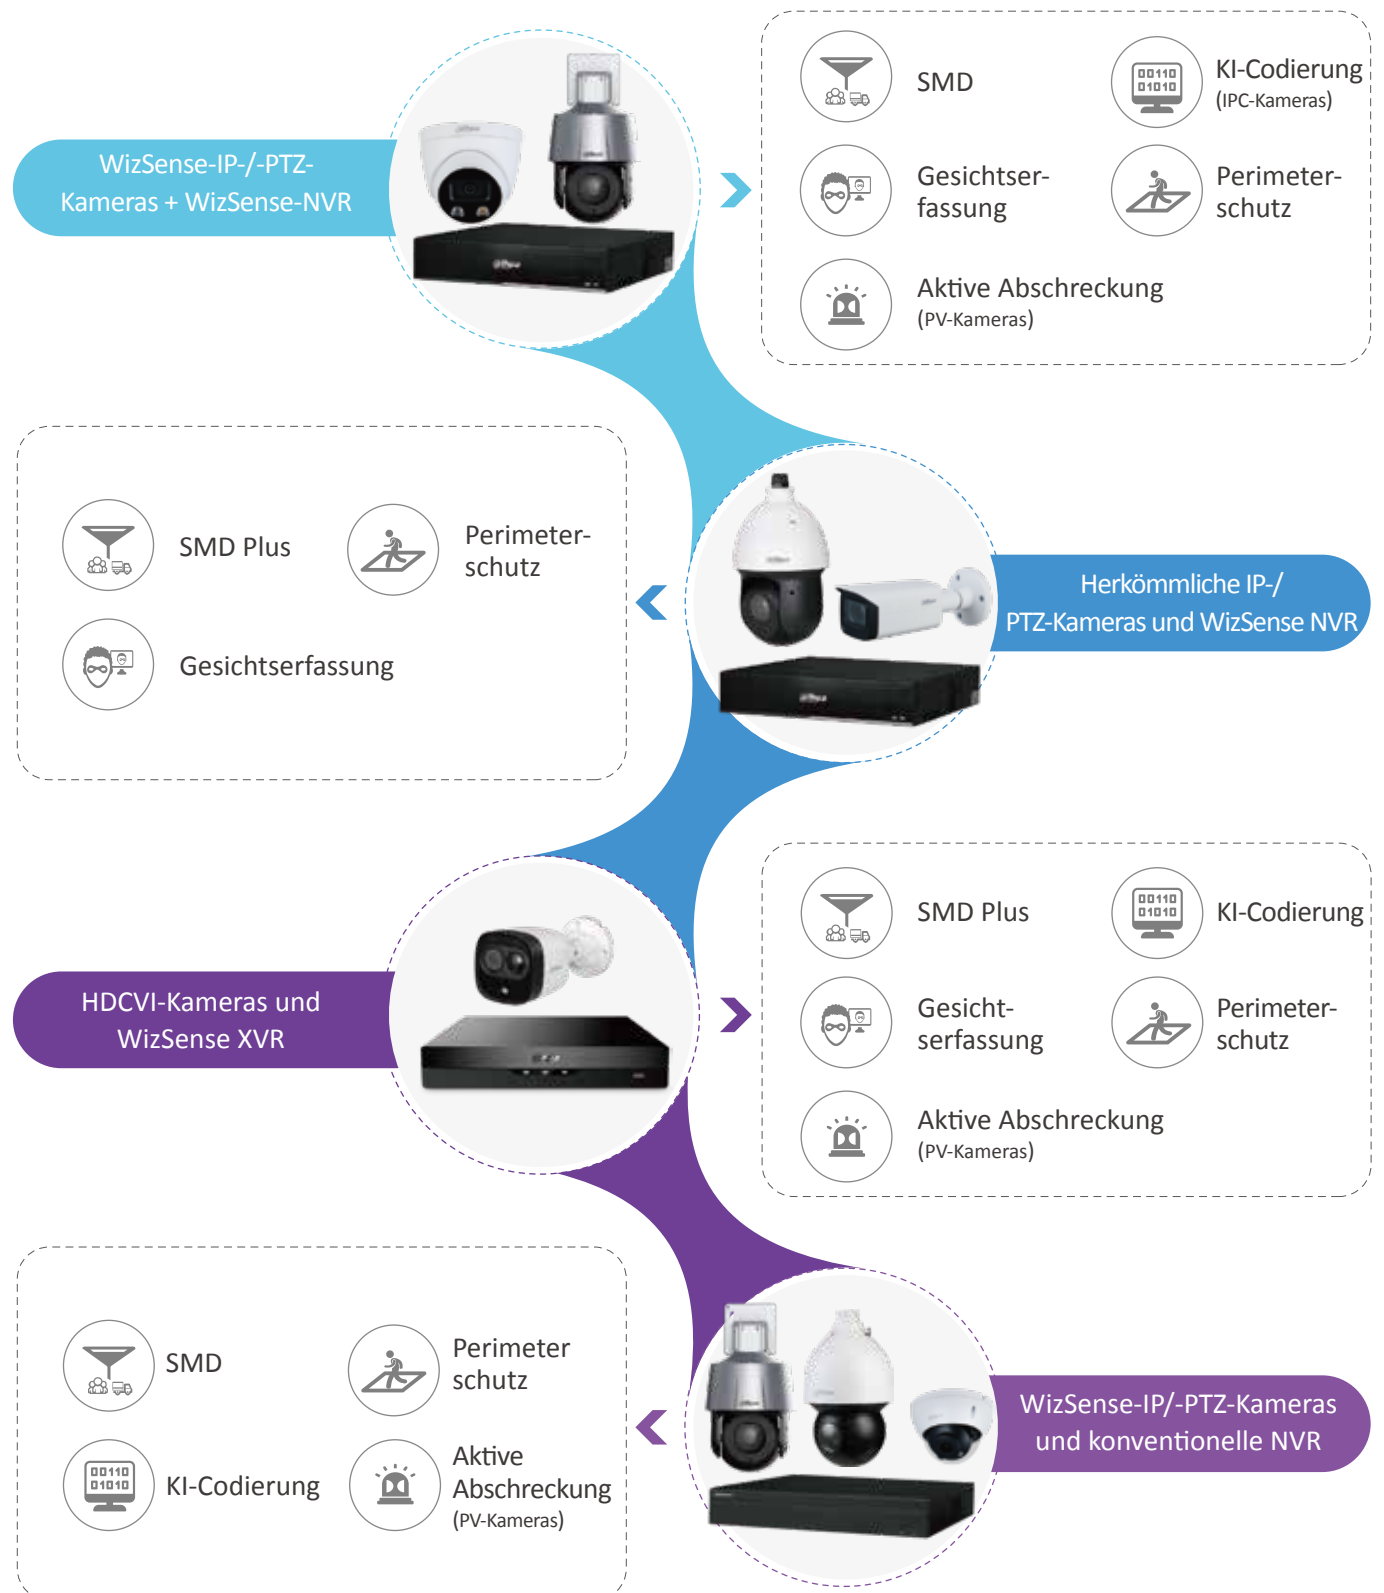 WizSense-IP-/-PTZ-
Kameras + WizSense-NVR
SMD
KI-Codierung
(IPC-Kameras)
Gesichtser-
fassung
Perimeter-
schutz
Aktive Abschreckung
(PV-Kameras)
SMD Plus
Perimeter-
schutz
Gesichtserfassung
Herkömmliche IP-/
PTZ-Kameras und WizSense NVR
HDCVI-Kameras und
WizSense XVR
SMD Plus
KI-Codierung
Gesicht-
serfassung
Perimeter-
schutz
Aktive Abschreckung
(PV-Kameras)
SMD
Perimeter
schutz
KI-Codierung
Aktive
Abschreckung
(PV-Kameras)
WizSense-IP/-PTZ-Kameras
und konventionelle NVR